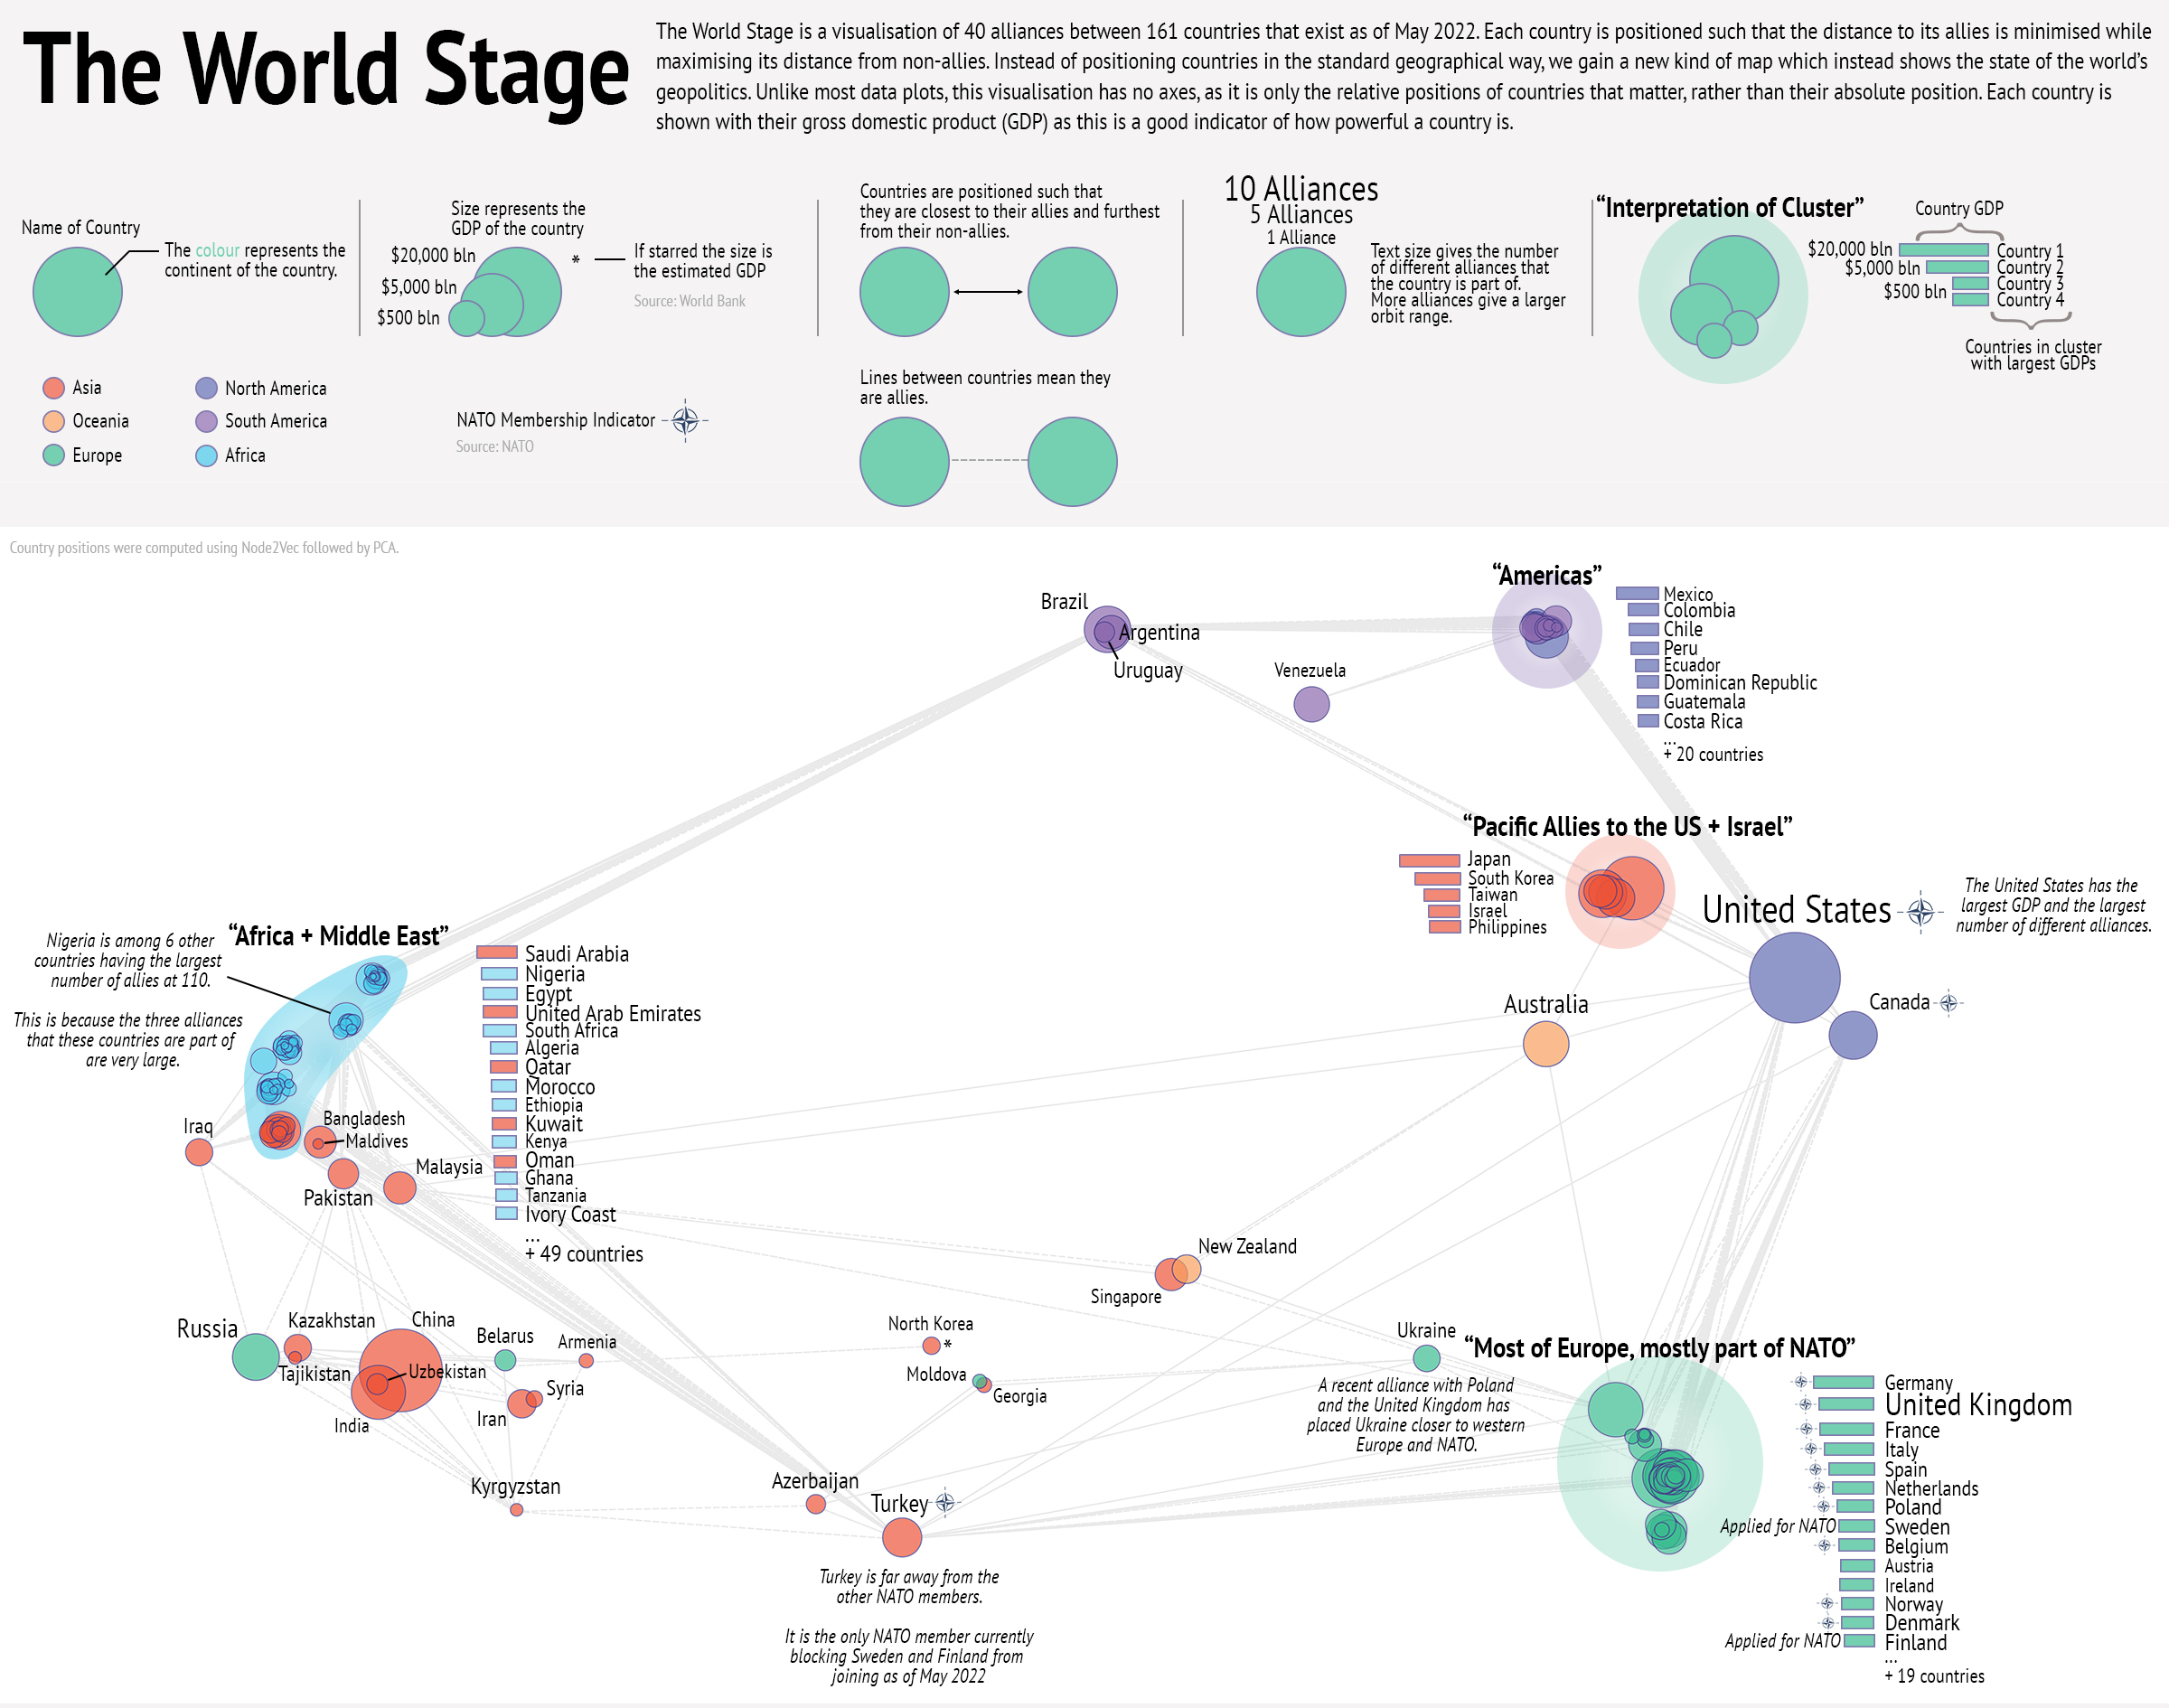 The World Stage
The World Stage is a visualisation of 40 alliances between 161 countries that exist as of May 2022. Each country is positioned such that the distance to its allies is minimised while
maximising its distance from non-allies. Instead of positioning countries in the standard geographical way, we gain a new kind of map which instead shows the state of the world's
geopolitics. Unlike most data plots, this visualisation has no axes, as it is only the relative positions of countries that matter, rather than their absolute position. Each country is
shown with their gross domestic product (GDP) as this is a good indicator of how powerful a country is.
Name of Country
The colour represents the
continent of the country.
Asia
Oceania
Europe
North America
South America
Africa
Size represents the
GDP of the country
$20,000 bln
$5,000 bln
$500 bln
*
If starred the size is
the estimated GDP
Source: World Bank
NATO Membership Indicator
Source: NATO
Countries are positioned such that
they are closest to their allies and furthest
from their non-allies.
Lines between countries mean they
are allies.
10 Alliances
5 Alliances
1 Alliance
Text size gives the number
of different alliances that
the country is part of.
More alliances give a larger
orbit range.
“Interpretation of Cluster”
Country GDP
$20,000 bln
$5,000 bln
$500 bln
Country 1
Country 2
Country 3
Country 4
Countries in cluster
with largest GDPs
Country positions were computed using Node2Vec followed by PCA.
Brazil
Argentina
Uruguay
Venezuela
“Americas”
Mexico
Colombia
Chile
Peru
Ecuador
Dominican Republic
Guatemala
Costa Rica
...
+ 20 countries
“Pacific Allies to the US + Israel”
Japan
South Korea
Taiwan
Israel
Philippines
United States
The United States has the
largest GDP and the largest
number of different alliances.
Canada
Australia
“Africa + Middle East”
Nigeria is among 6 other
countries having the largest
number of allies at 110.
This is because the three alliances
that these countries are part of
are very large.
Saudi Arabia
Nigeria
Egypt
United Arab Emirates
South Africa
Algeria
Qatar
Morocco
Ethiopia
Kuwait
Kenya
Oman
Ghana
Tanzania
Ivory Coast
...
+ 49 countries
Iraq
Bangladesh
Maldives
Pakistan
Malaysia
New Zealand
Singapore
Russia
Kazakhstan
China
Tajikistan
Uzbekistan
India
Belarus
Armenia
Syria
Iran
Kyrgyzstan
North Korea
*
Moldova
Georgia
Azerbaijan
Turkey
Turkey is far away from the
other NATO members.
It is the only NATO member currently
blocking Sweden and Finland from
joining as of May 2022
Ukraine
A recent alliance with Poland
and the United Kingdom has
placed Ukraine closer to western
Europe and NATO.
“Most of Europe, mostly part of NATO”
Germany
United Kingdom
France
Italy
Spain
Netherlands
Poland
Applied for NATO
Sweden
Belgium
Austria
Ireland
Norway
Denmark
Applied for NATO
Finland
...
+ 19 countries